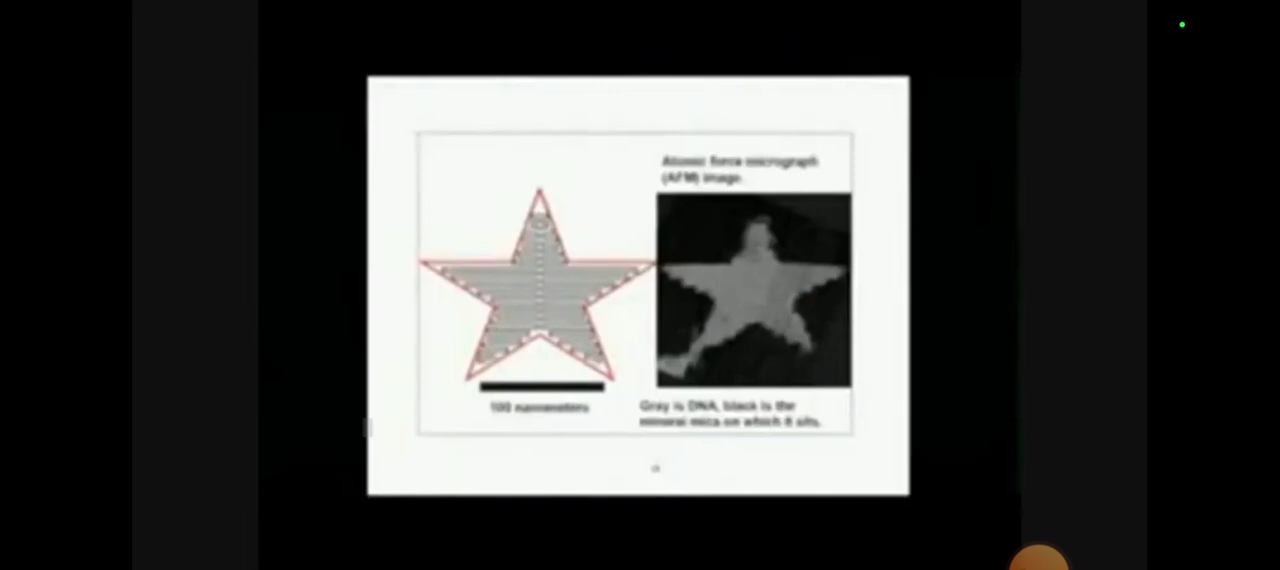 Atomic force micrograph
(AFM) image.
100 nanometers
Gray is DNA, black is the
mineral mica on which it sits.